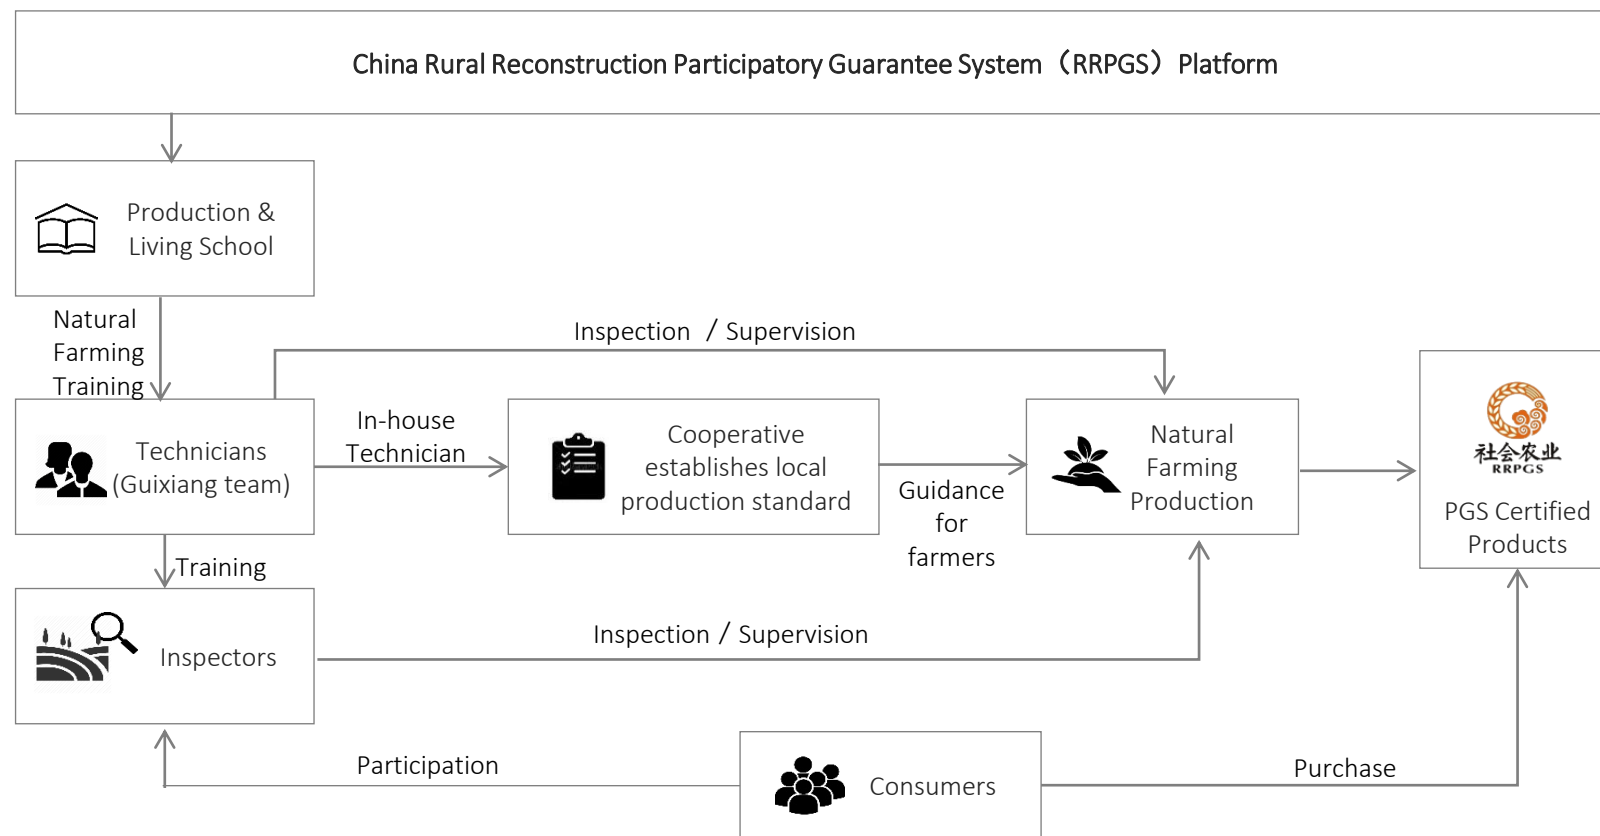 China Rural Reconstruction Participatory Guarantee System（RRPGS）Platform
Production &
Living School
Natural
Farming
Training
Inspection / Supervision
Technicians
(Guixiang team)
In-house
Technician
Cooperative
establishes local
production standard
Guidance
for
farmers
Natural
Farming
Production
社会农业
RRPGS
PGS Certified
Products
Training
Inspectors
Inspection / Supervision
Participation
Consumers
Purchase